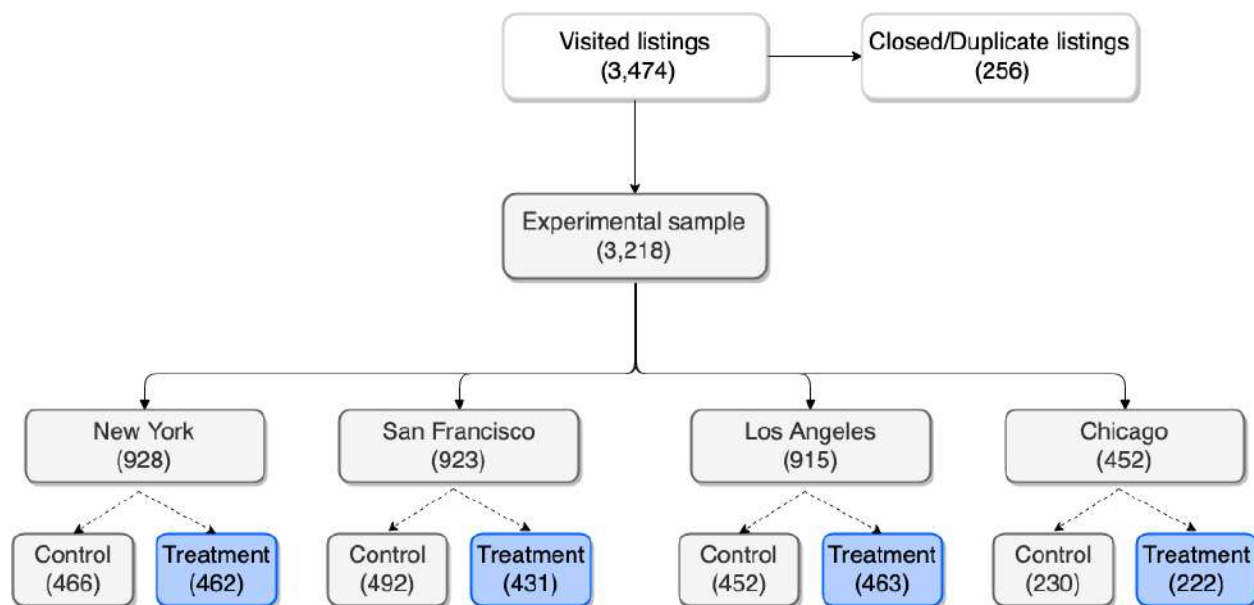 Visited listings
(3,474)
Closed/Duplicate listings
(256)
Experimental sample
(3,218)
New York
(928)
San Francisco
(923)
Los Angeles
(915)
Chicago
(452)
Control
(466)
Treatment
(462)
Control
(492)
Treatment
(431)
Control
(452)
Treatment
(463)
Control
(230)
Treatment
(222)